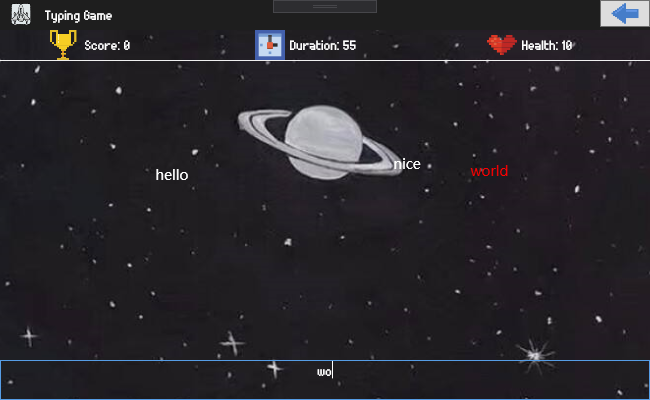 Typing Game
Score: 0
Duration: 55
Health: 10
nice
hello
world
wo